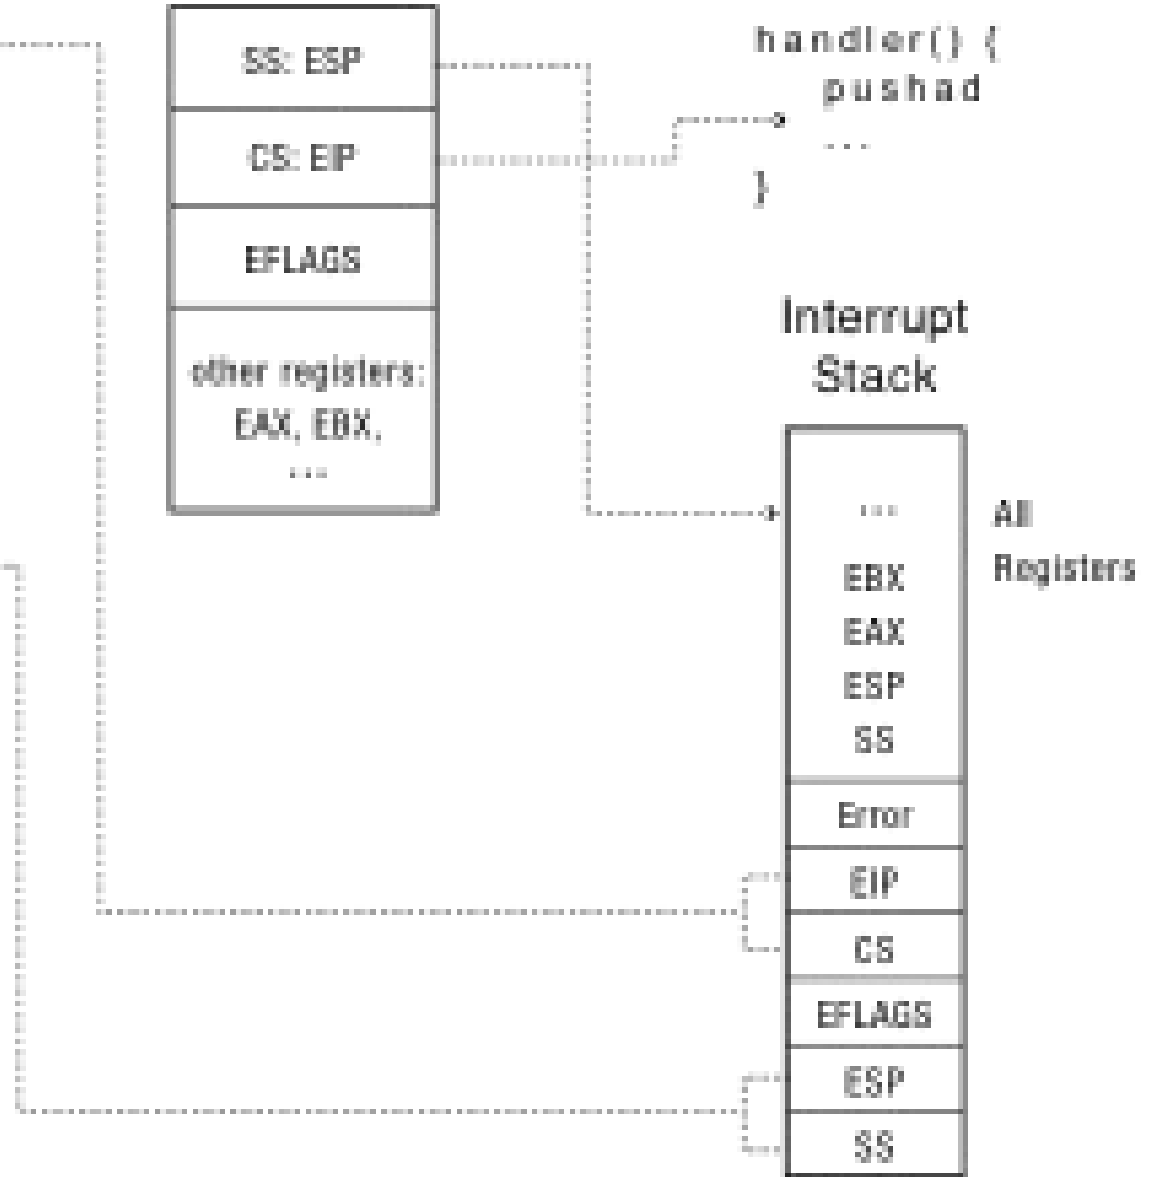 SS: ESP
CS: EIP
EFLAGS
other registers:
EAX, EBX,
...
handler() {
pushad
...
}
Interrupt
Stack
...
EBX
EAX
ESP
SS
Error
EIP
CS
EFLAGS
ESP
SS
All
Registers